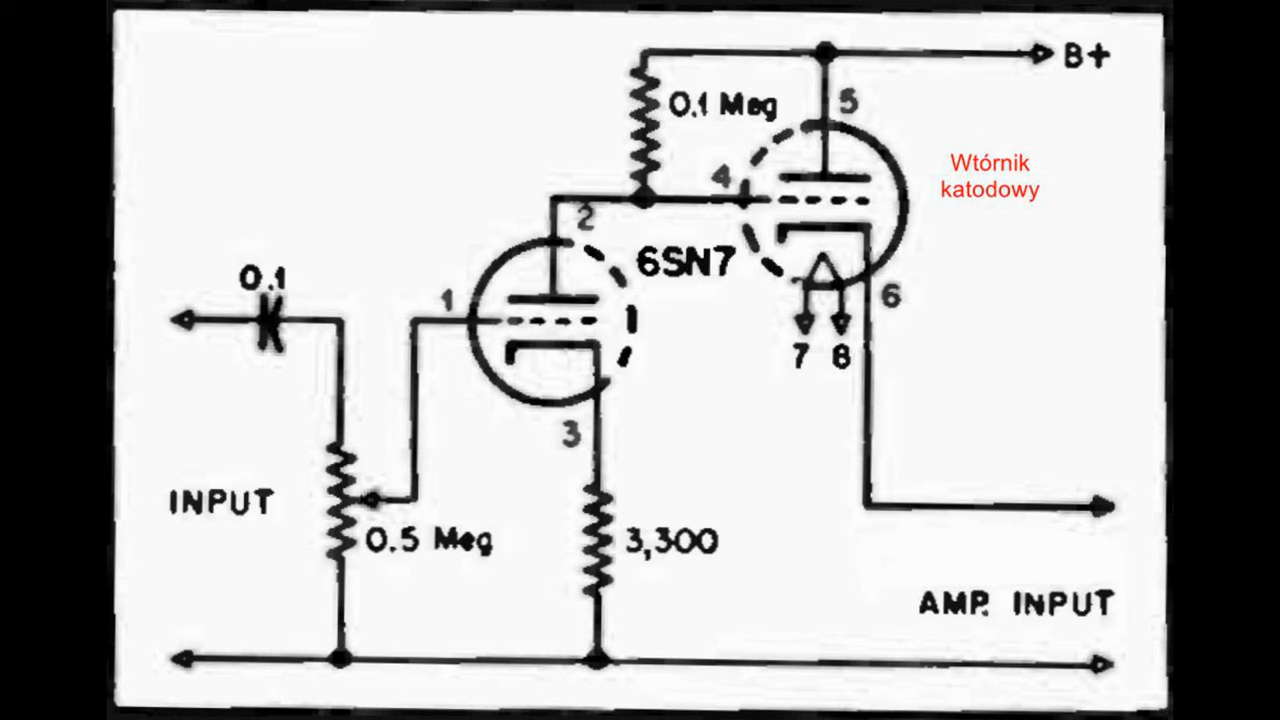 B+
0.1 Meg
5
Wtórnik
katodowy
4
2
6SN7
0.1
1
6
7 8
3
INPUT
0.5 Meg
3,300
AMP. INPUT